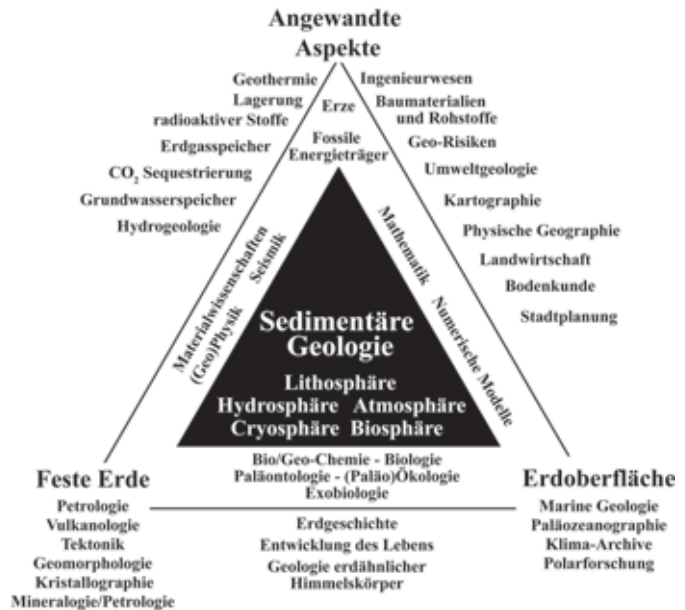 Angewandte
Aspekte
Geothermie
Lagerung
radioaktiver Stoffe
Erdgasspeicher
CO₂ Sequestrierung
Grundwasserspeicher
Hydrogeologie
Erze
Fossile
Energieträger
Ingenieurwesen
Baumaterialien
und Rohstoffe
Geo-Risiken
Umweltgeologie
Kartographie
Physische Geographie
Landwirtschaft
Bodenkunde
Stadtplanung
Materialwissenschaften
(Geo)Physik
Seismik
Mathematik
Numerische Modelle
Sedimentäre
Geologie
Lithosphäre
Hydrosphäre Atmosphäre
Cryosphäre Biosphäre
Bio/Geo-Chemie - Biologie
Paläontologie - (Paläo)Ökologie
Exobiologie
Feste Erde
Petrologie
Vulkanologie
Tektonik
Geomorphologie
Kristallographie
Mineralogie/Petrologie
Erdgeschichte
Entwicklung des Lebens
Geologie erdähnlicher
Himmelskörper
Erdoberfläche
Marine Geologie
Paläozeanographie
Klima-Archive
Polarforschung